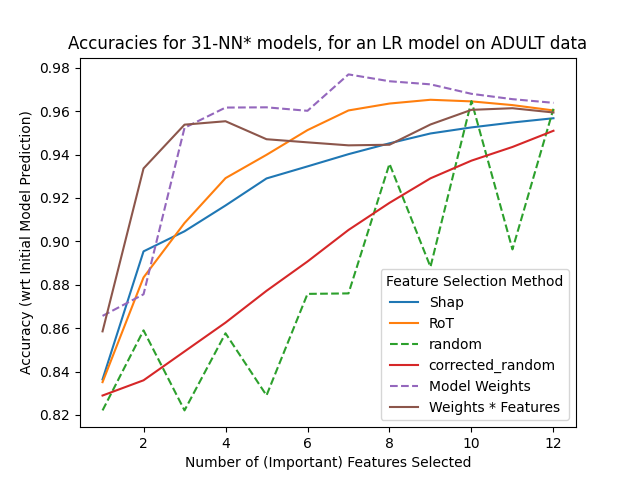 Accuracies for 31-NN* models, for an LR model on ADULT data
Accuracy (wrt Initial Model Prediction)
0.98
0.96
0.94
0.92
0.90
0.88
0.86
0.84
0.82
Feature Selection Method
Shap
RoT
random
corrected_random
Model Weights
Weights * Features
2 4 6 8 10 12
Number of (Important) Features Selected